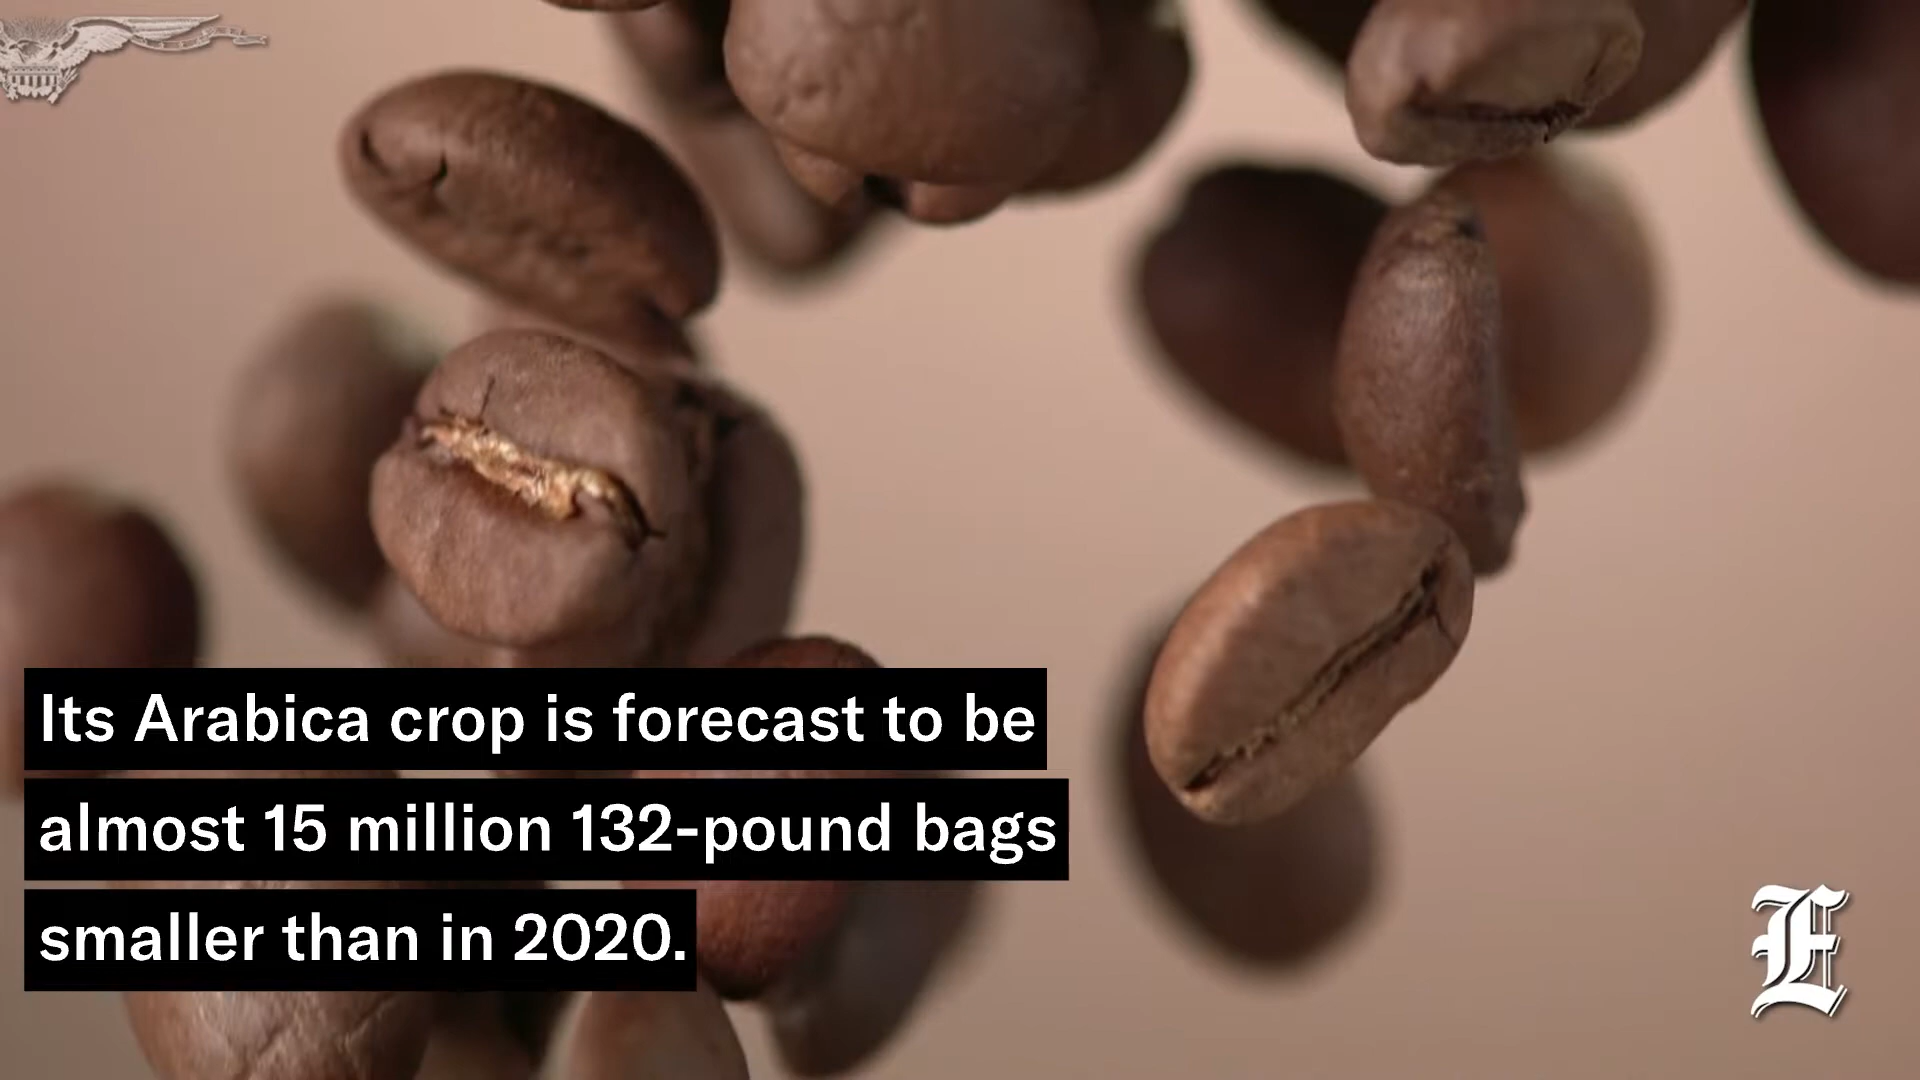 Its Arabica crop is forecast to be
almost 15 million 132-pound bags
smaller than in 2020.
E